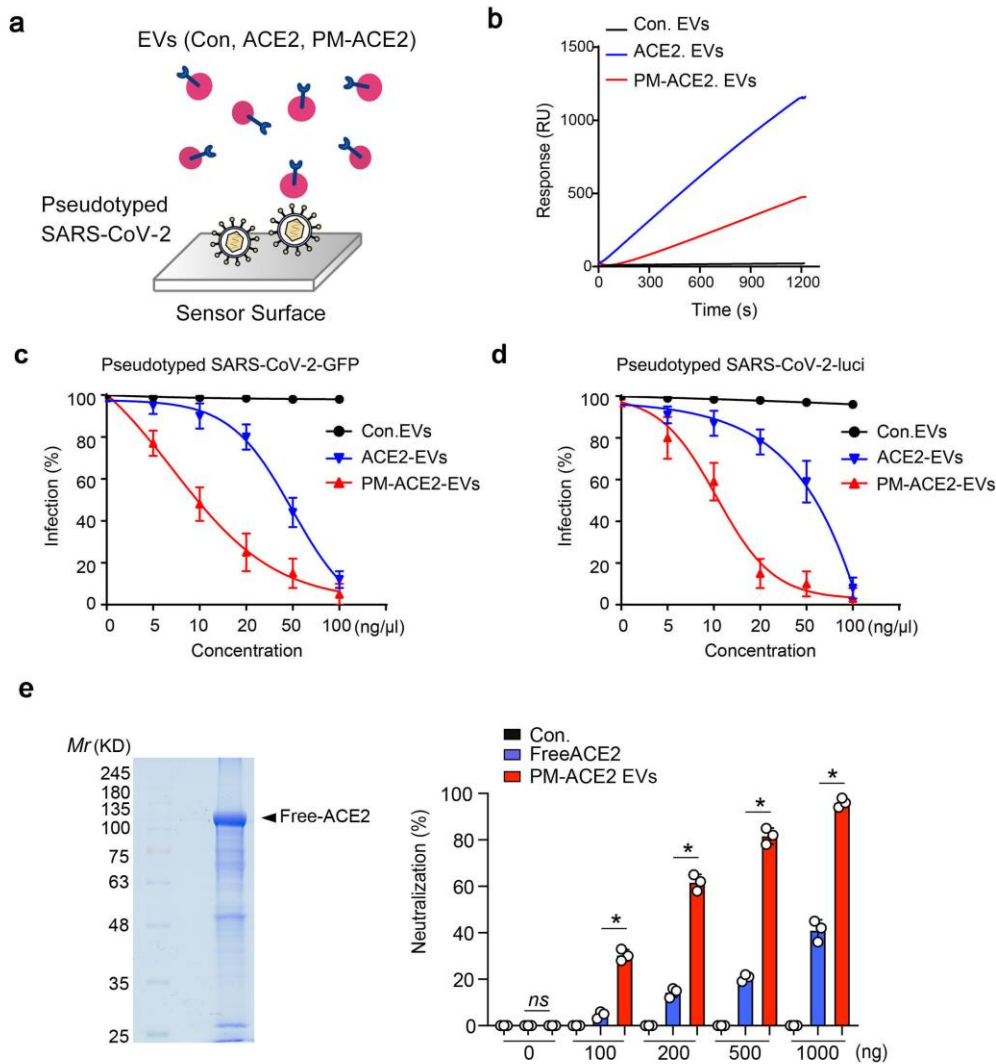 a
EVs (Con, ACE2, PM-ACE2)
Pseudotyped
SARS-CoV-2
Sensor Surface
b
Con. EVs
ACE2. EVs
PM-ACE2. EVs
1500
1000
500
0
Response (RU)
0 300 600 900 1200
Time (s)
c
Pseudotyped SARS-CoV-2-GFP
100
80
60
40
20
0
Infection (%)
Con.EVs
ACE2-EVs
PM-ACE2-EVs
0 5 10 20 50 100 (ng/µl)
Concentration
d
Pseudotyped SARS-CoV-2-luci
100
80
60
40
20
0
Infection (%)
Con.EVs
ACE2-EVs
PM-ACE2-EVs
0 5 10 20 50 100 (ng/µl)
Concentration
e
Mr (KD)
245
180
135
100
75
63
48
35
25
Free-ACE2
Con.
FreeACE2
PM-ACE2 EVs
100
80
60
40
20
0
Neutralization (%)
ns
*
*
*
*
0 100 200 500 1000 (ng)